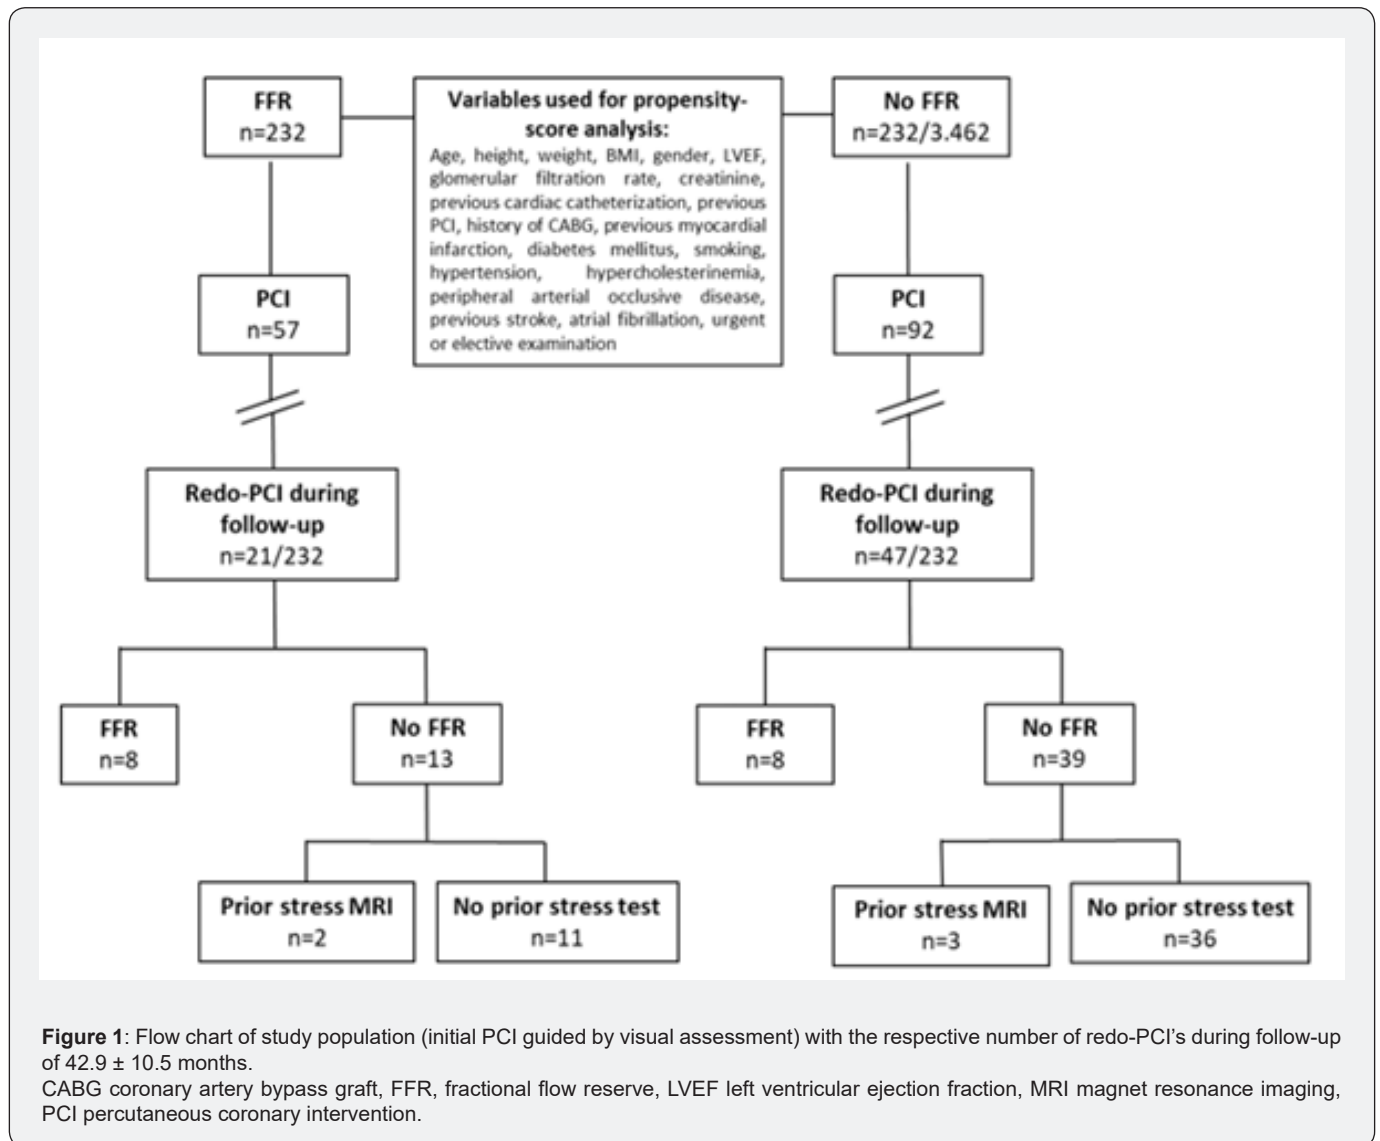 FFR
n=232
Variables used for propensity-
score analysis:
Age, height, weight, BMI, gender, LVEF,
glomerular filtration rate, creatinine,
previous cardiac catheterization, previous
PCI, history of CABG, previous myocardial
infarction, diabetes mellitus, smoking,
hypertension, hypercholesterinemia,
peripheral arterial occlusive disease,
previous stroke, atrial fibrillation, urgent
or elective examination
No FFR
n=232/3.462
PCI
n=57
PCI
n=92
Redo-PCI during
follow-up
n=21/232
Redo-PCI during
follow-up
n=47/232
FFR
n=8
No FFR
n=13
FFR
n=8
No FFR
n=39
Prior stress MRI
n=2
No prior stress test
n=11
Prior stress MRI
n=3
No prior stress test
n=36
Figure 1: Flow chart of study population (initial PCI guided by visual assessment) with the respective number of redo-PCI's during follow-up
of 42.9 ± 10.5 months.
CABG coronary artery bypass graft, FFR, fractional flow reserve, LVEF left ventricular ejection fraction, MRI magnet resonance imaging,
PCI percutaneous coronary intervention.